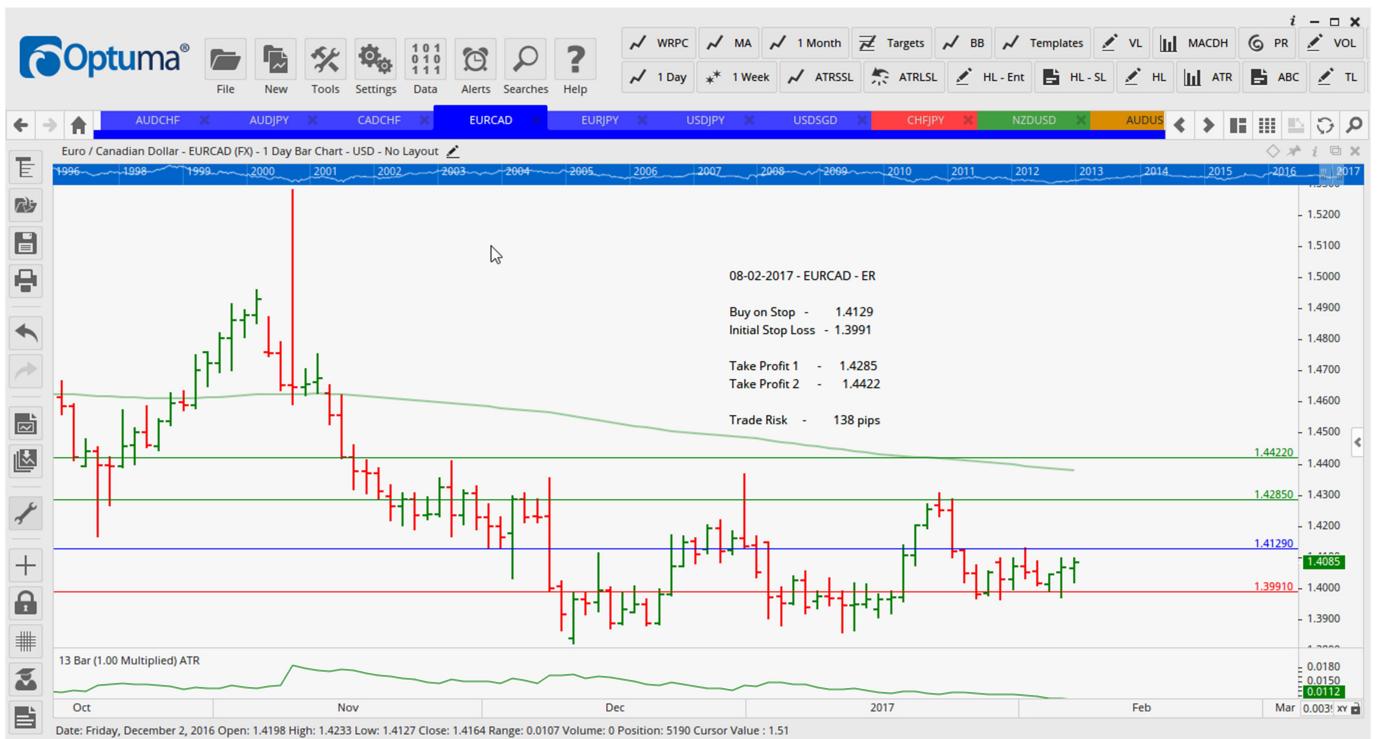 i
Optuma®
File
New
Tools
Settings
101
010
111
Data
Alerts
Searches
?
Help
WRPC
MA
1 Month
Targets
BB
Templates
VL
MACDH
PR
VOL
1 Day
1 Week
ATRSSL
ATRLSL
HL - Ent
HL - SL
HL
ATR
ABC
TL
AUDCHF
AUDJPY
CADCHF
EURCAD
EURJPY
USDJPY
USDSGD
CHFJPY
NZDUSD
AUDUS
Euro / Canadian Dollar - EURCAD (FX) - 1 Day Bar Chart - USD - No Layout
1996 1998 1999 2000 2001 2002 2003 2004 2005 2006 2007 2008 2009 2010 2011 2012 2013 2014 2015 2016 2017
1.5200
1.5100
08-02-2017 - EURCAD - ER
1.5000
Buy on Stop - 1.4129
1.4900
Initial Stop Loss - 1.3991
1.4800
Take Profit 1 - 1.4285
1.4700
Take Profit 2 - 1.4422
1.4600
Trade Risk - 138 pips
1.4500
1.44220
1.4400
1.42850
1.4300
1.4200
1.41290
1.4085
1.39910
1.4000
1.3900
13 Bar (1.00 Multiplied) ATR
0.0180
0.0150
0.0112
Oct Nov Dec 2017 Feb Mar
XY
Date: Friday, December 2, 2016 Open: 1.4198 High: 1.4233 Low: 1.4127 Close: 1.4164 Range: 0.0107 Volume: 0 Position: 5190 Cursor Value : 1.51